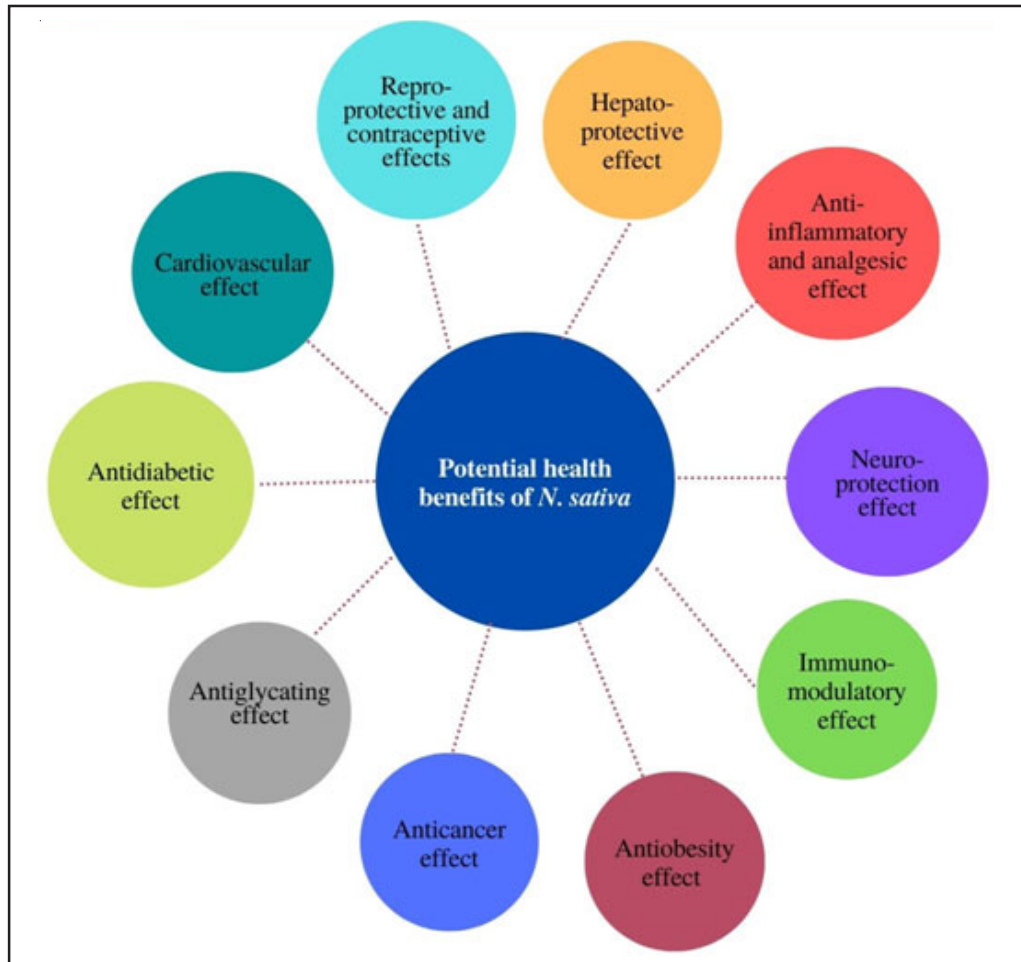 Potential health
benefits of N. sativa
Repro-
protective and
contraceptive
effects
Hepato-
protective
effect
Anti-
inflammatory
and analgesic
effect
Neuro-
protection
effect
Immuno-
modulatory
effect
Antiobesity
effect
Anticancer
effect
Antiglycating
effect
Antidiabetic
effect
Cardiovascular
effect